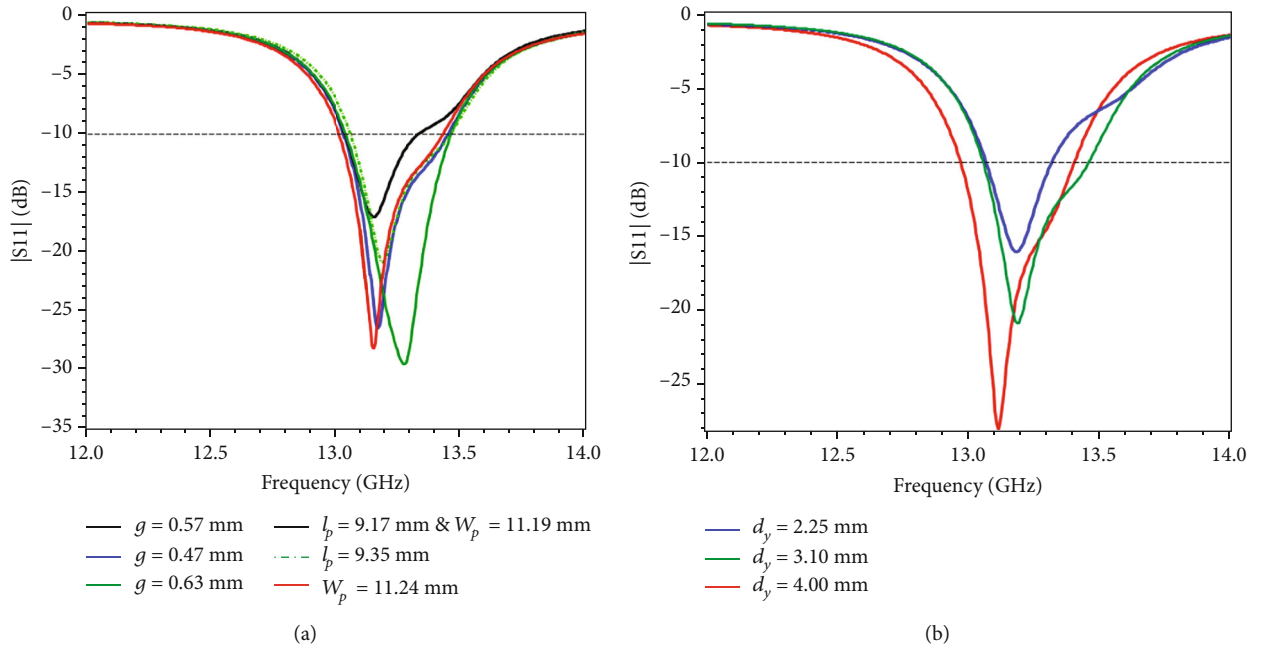 0
−5
−10
−15
−20
−25
−30
−35
|S11| (dB)
12.0 12.5 13.0 13.5 14.0
Frequency (GHz)
g = 0.57 mm
g = 0.47 mm
g = 0.63 mm
l_p = 9.17 mm & W_p = 11.19 mm
l_p = 9.35 mm
W_p = 11.24 mm
(a)
0
−5
−10
−15
−20
−25
|S11| (dB)
12.0 12.5 13.0 13.5 14.0
Frequency (GHz)
d_y = 2.25 mm
d_y = 3.10 mm
d_y = 4.00 mm
(b)